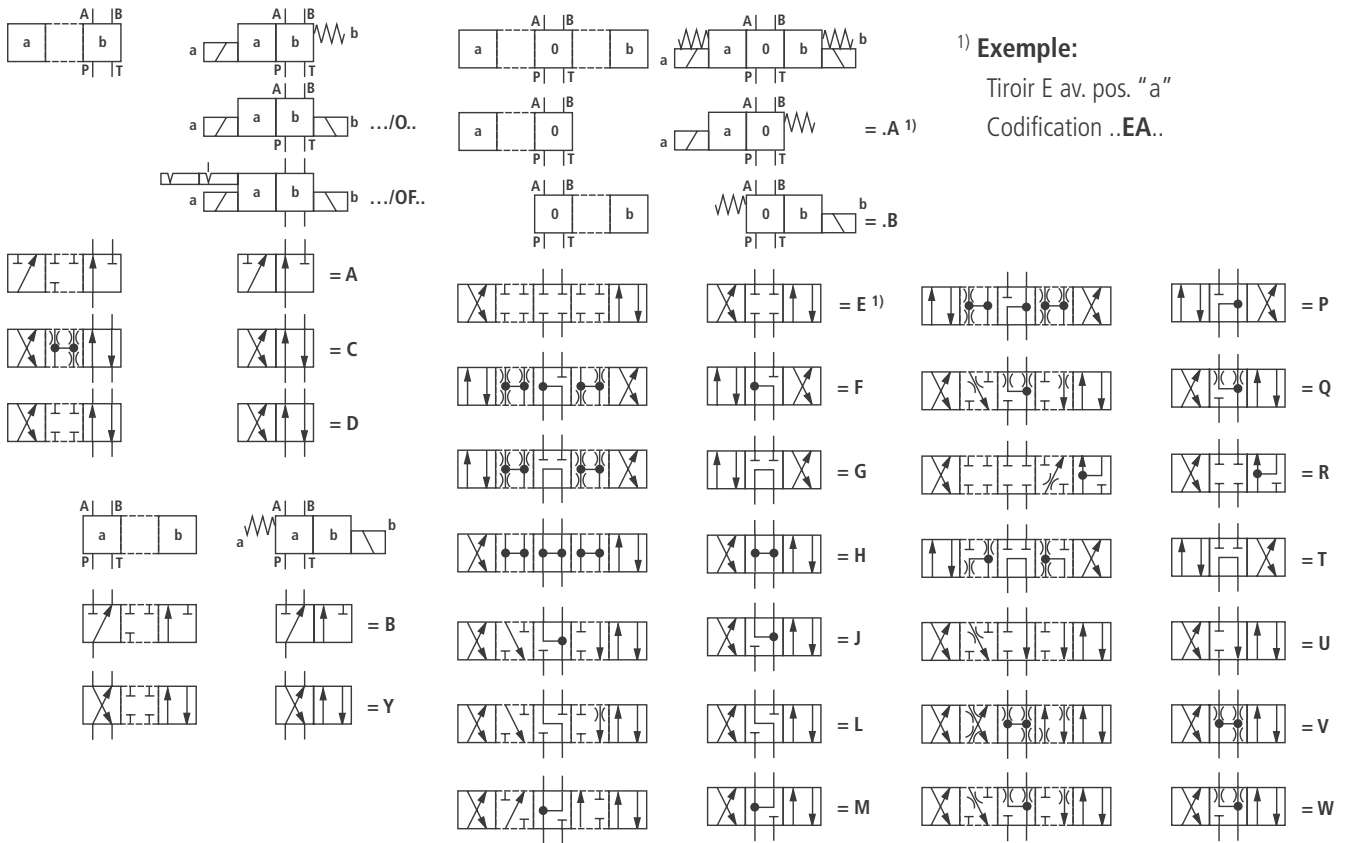 A B
a b
P T
A B
a a b b
A B
P T
a a b b .../O..
P T
a a b b .../OF..
= A
= C
= D
A B
a b
P T
A B
a a b b
P T
= B
= Y
A B
a 0 b
P T
A B
a a 0 b b
P T
A B
a 0
P T
A B
a a 0 = .A 1)
P T
A B
0 b
P T
A B
0 b b = .B
P T
1) Exemple:
Tiroir E av. pos. “a”
Codification ..EA..
= E 1)
= F
= G
= H
= J
= L
= M
= P
= Q
= R
= T
= U
= V
= W